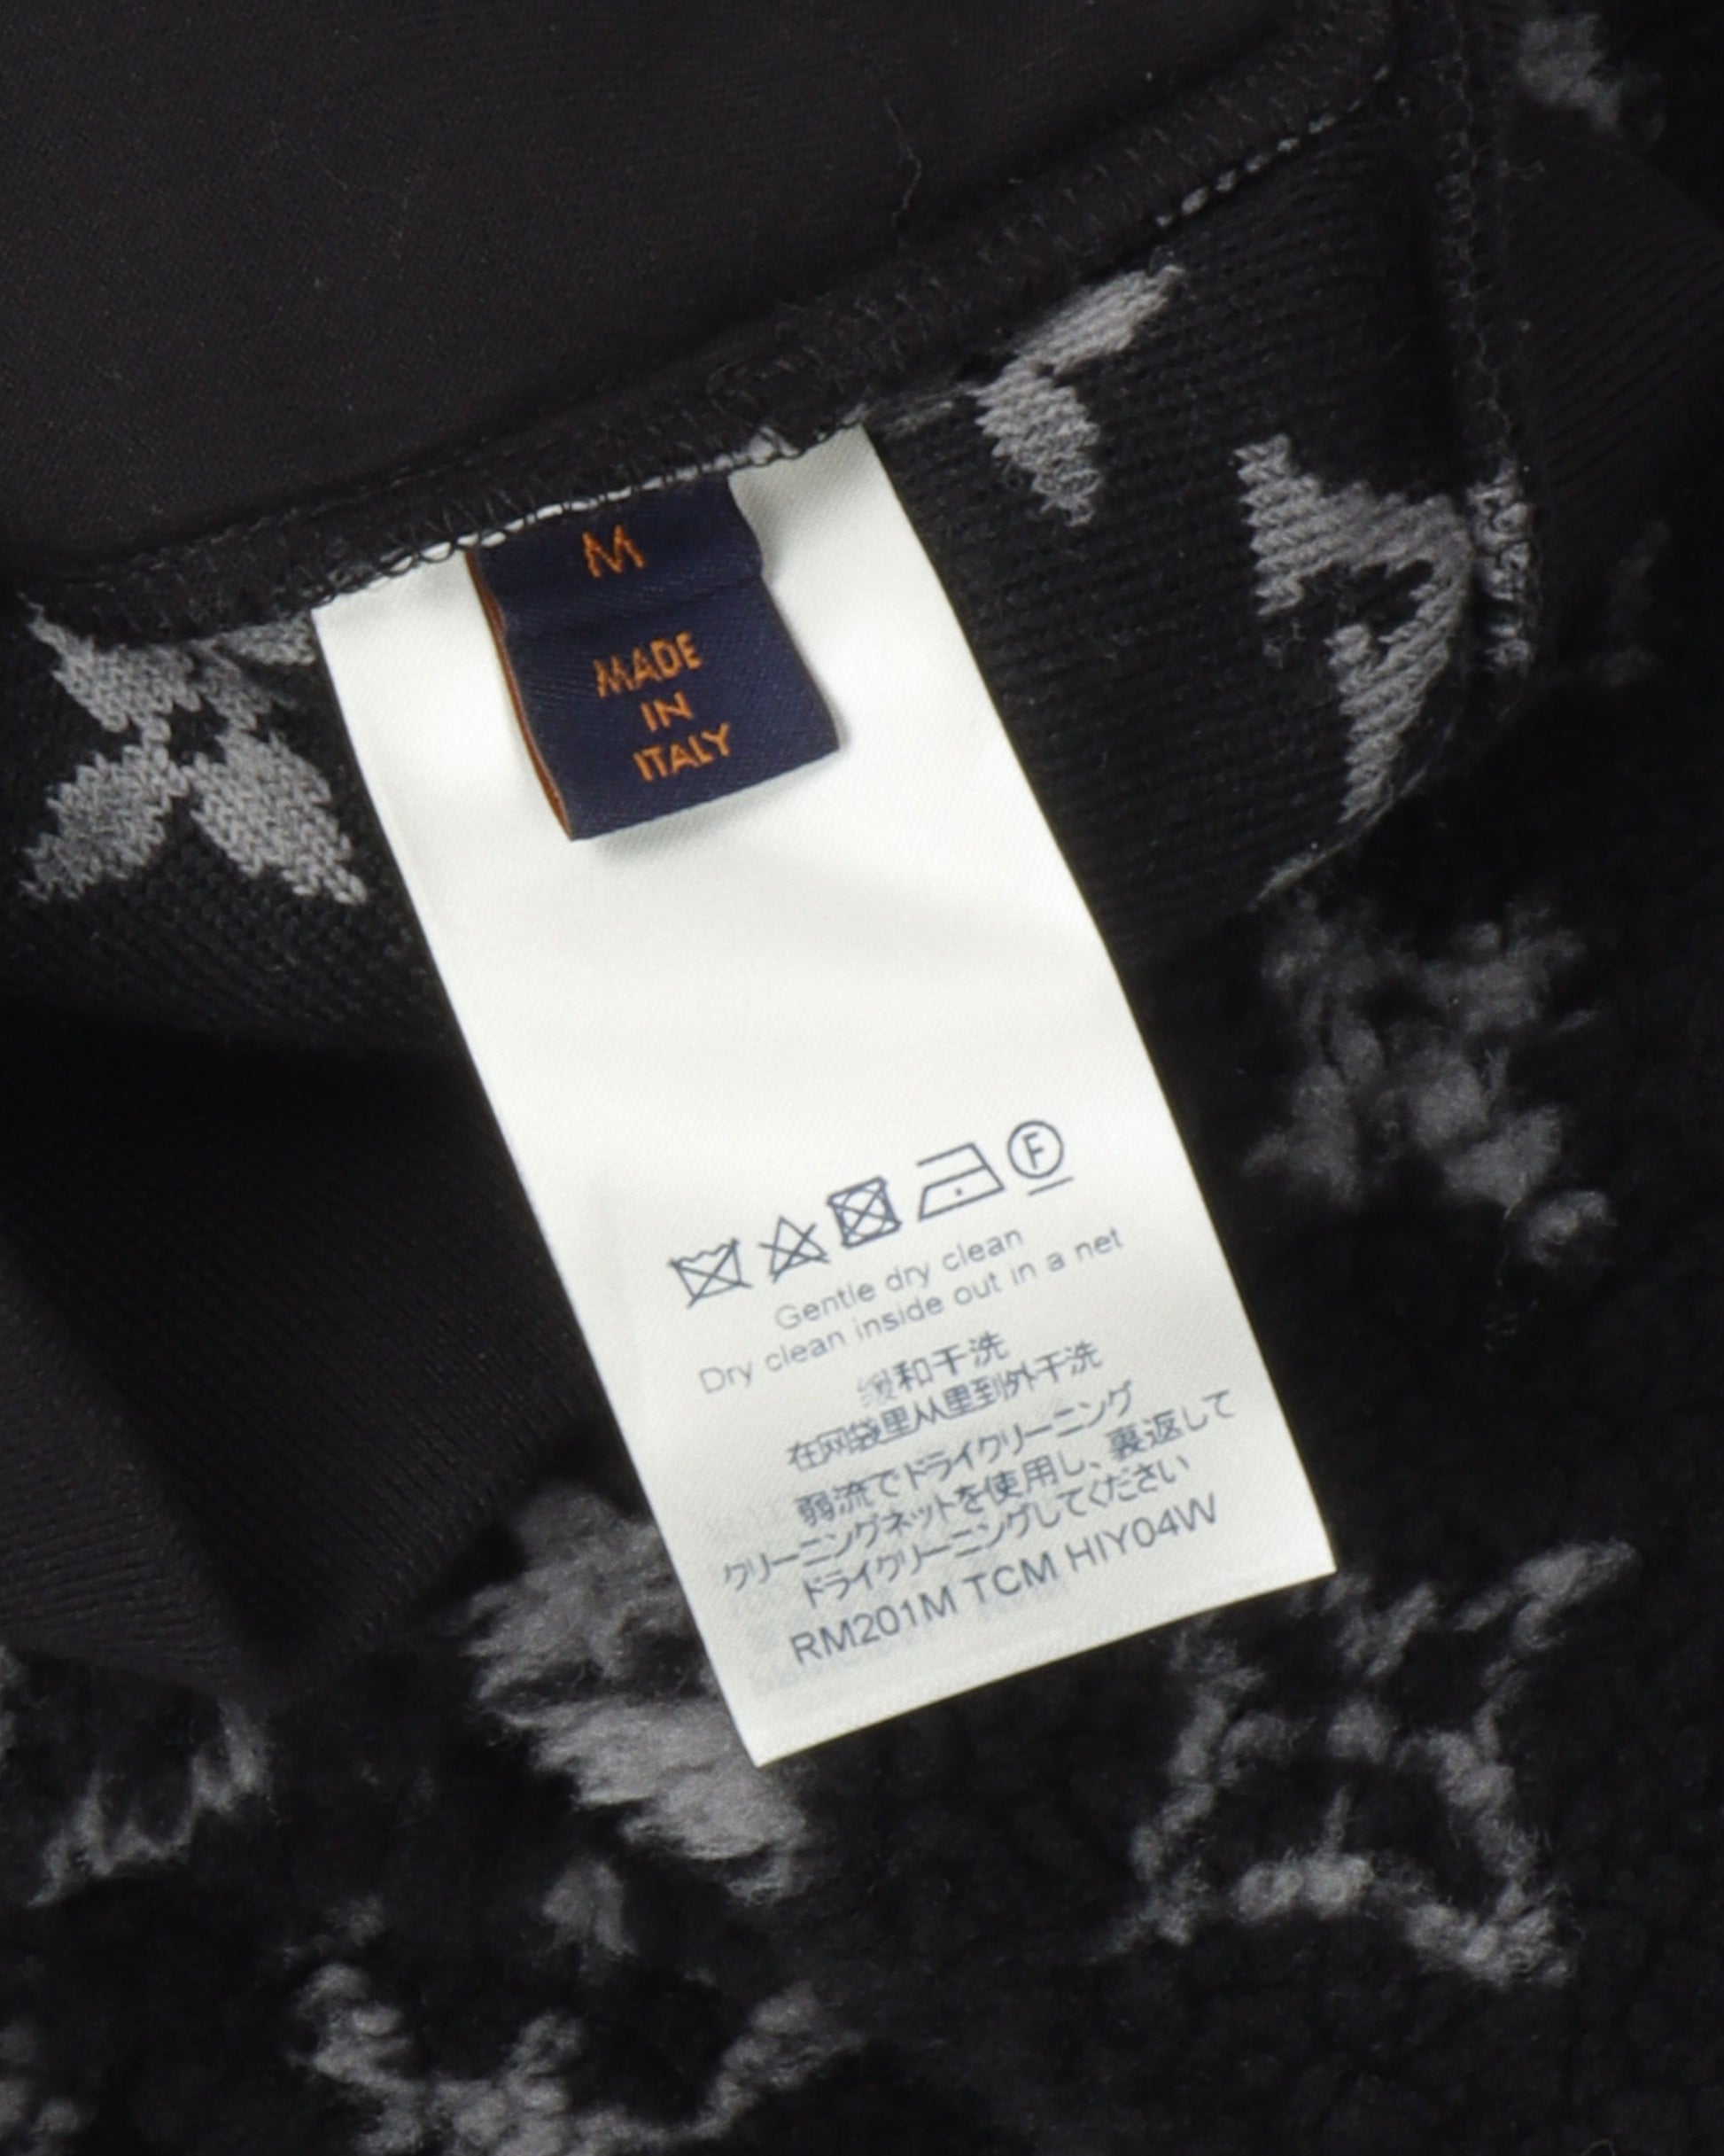 M
MADE
IN
ITALY
F
Gentle dry clean
Dry clean inside out in a net
缓和干洗
在网袋里从里到外干洗
弱流でドライクリーニング
クリーニングネットを使用し、裏返して
ドライクリーニングしてください
RM201M TCM HIY04W